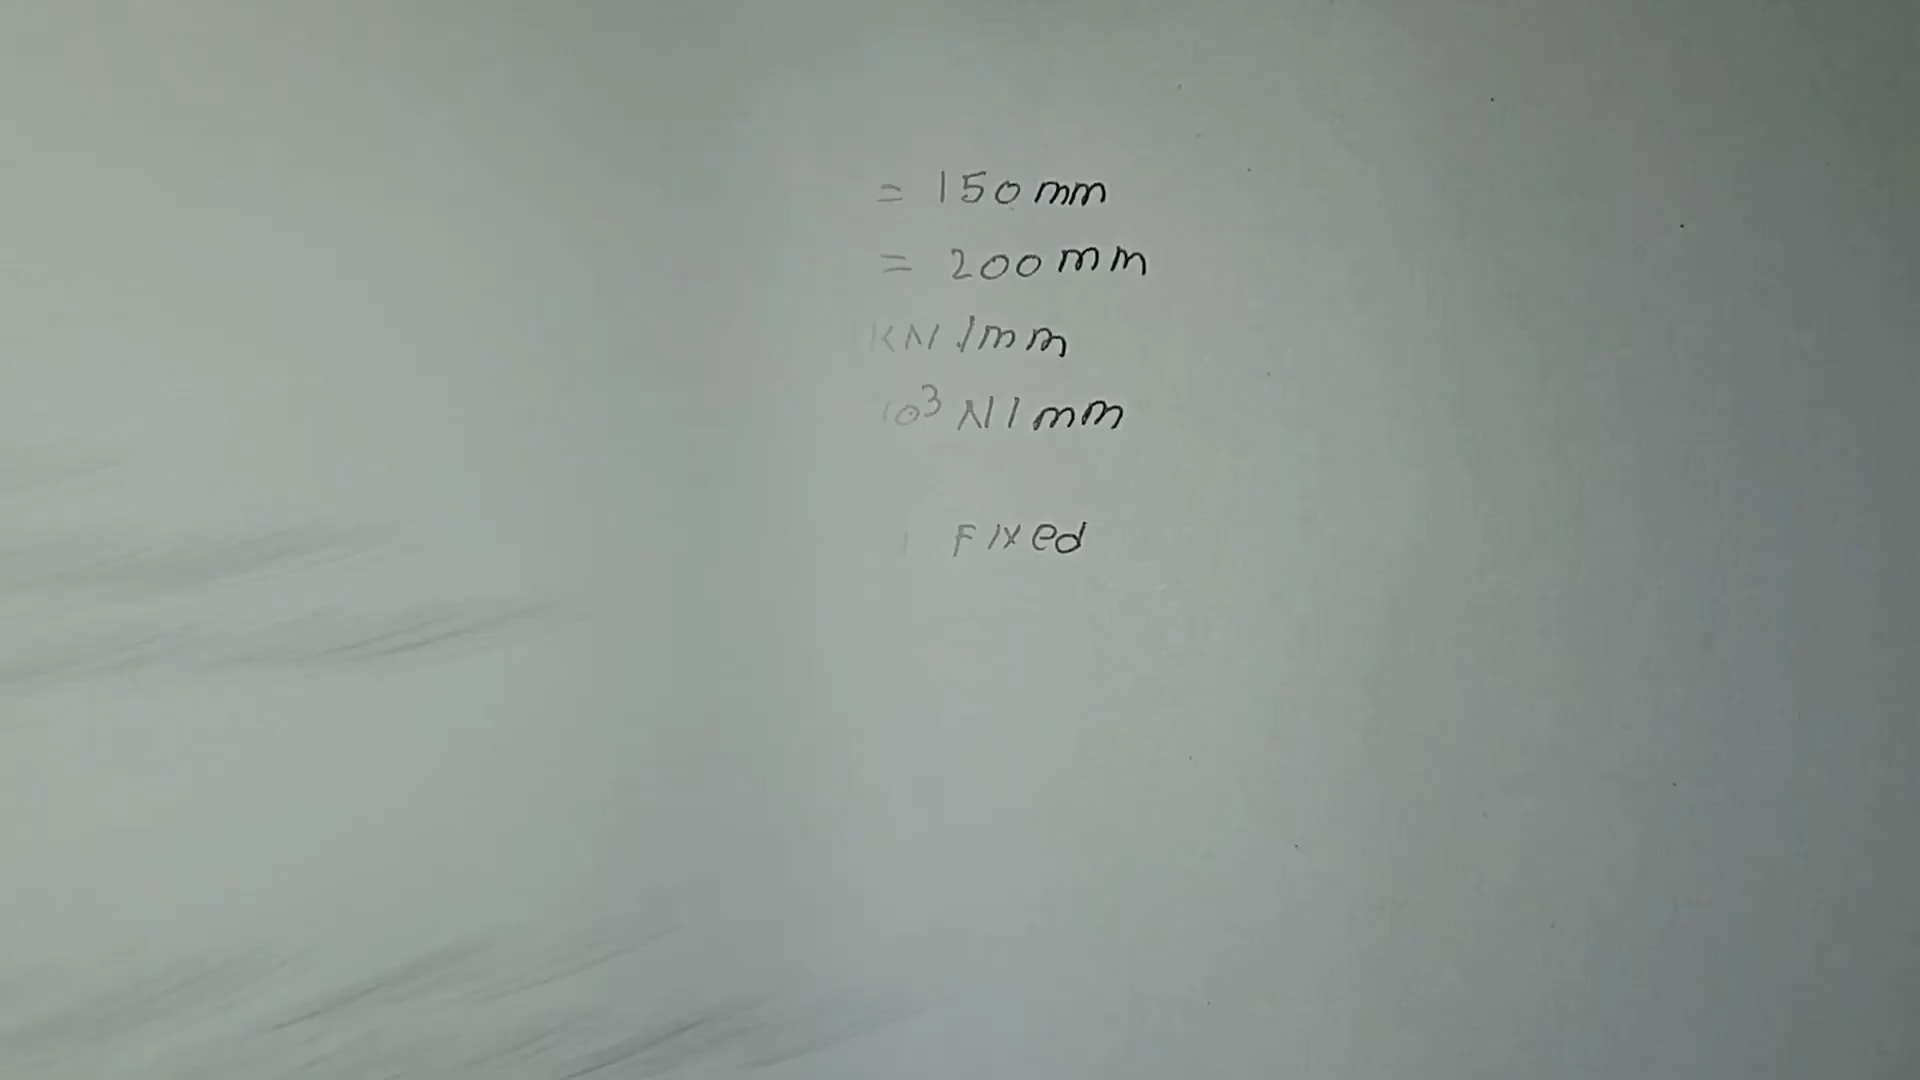 = 150 mm
= 200 mm
KN/mm
10³ N/mm
Fixed